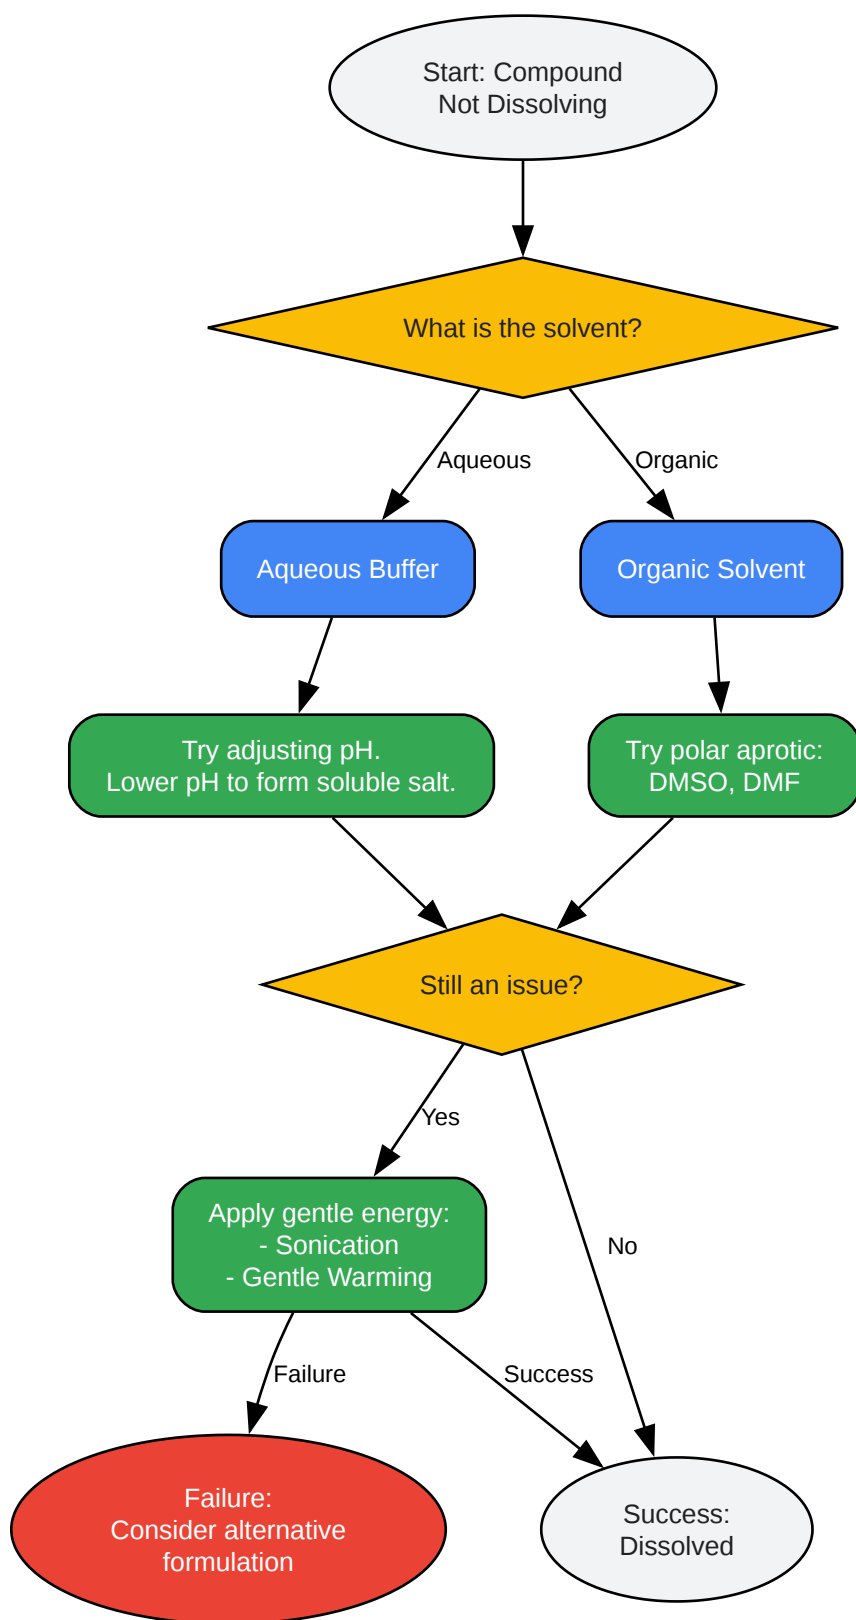 Start: Compound
Not Dissolving
What is the solvent?
Aqueous
Organic
Aqueous Buffer
Organic Solvent
Try adjusting pH.
Lower pH to form soluble salt.
Try polar aprotic:
DMSO, DMF
Still an issue?
Yes
No
Apply gentle energy:
- Sonication
- Gentle Warming
Failure
Success
Failure:
Consider alternative
formulation
Success:
Dissolved